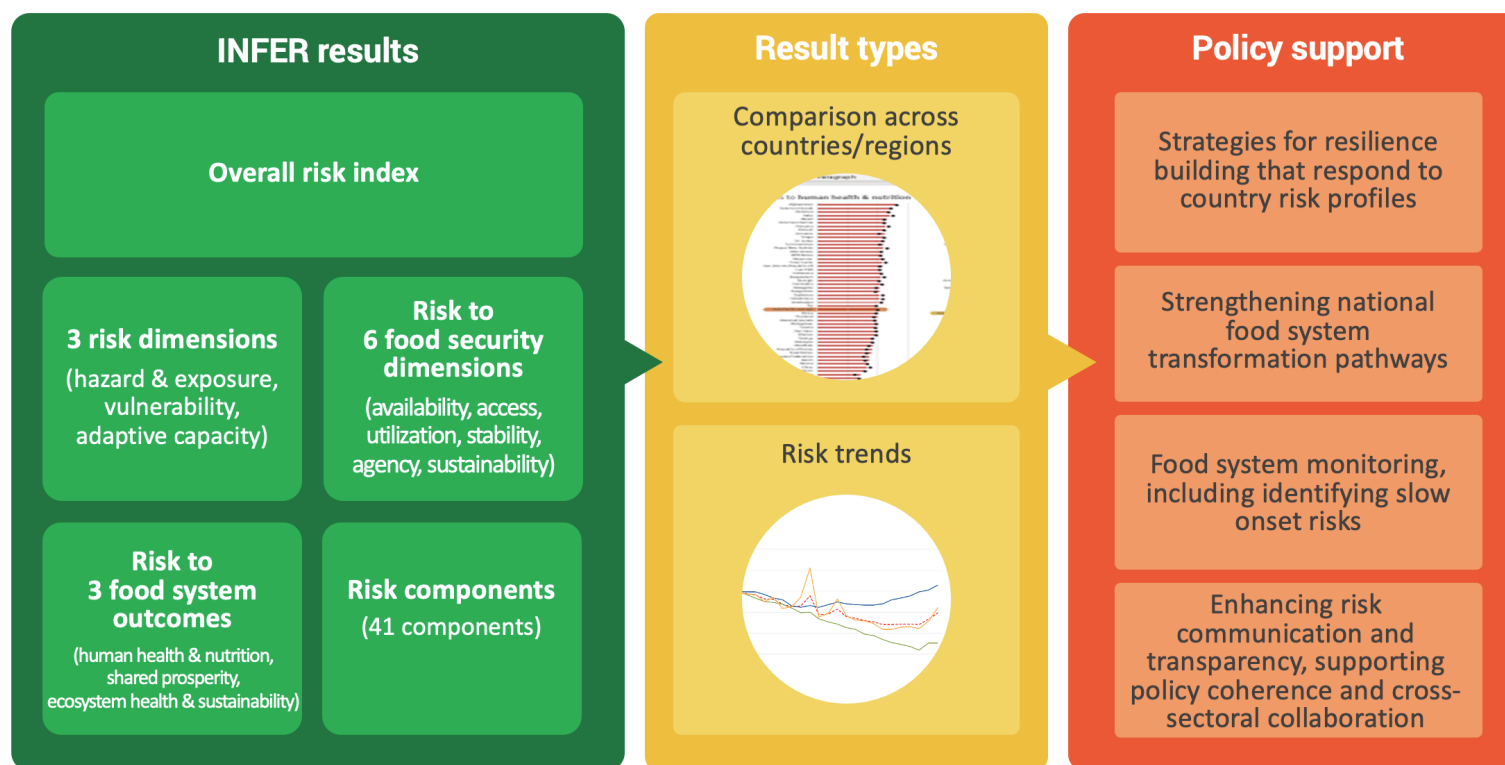 INFER results
Overall risk index
3 risk dimensions
(hazard & exposure,
vulnerability,
adaptive capacity)
Risk to
6 food security
dimensions
(availability, access,
utilization, stability,
agency, sustainability)
Risk to
3 food system
outcomes
(human health & nutrition,
shared prosperity,
ecosystem health & sustainability)
Risk components
(41 components)
Result types
Comparison across
countries/regions
to human health & nutrition
Risk trends
Policy support
Strategies for resilience
building that respond to
country risk profiles
Strengthening national
food system
transformation pathways
Food system monitoring,
including identifying slow
onset risks
Enhancing risk
communication and
transparency, supporting
policy coherence and cross-
sectoral collaboration